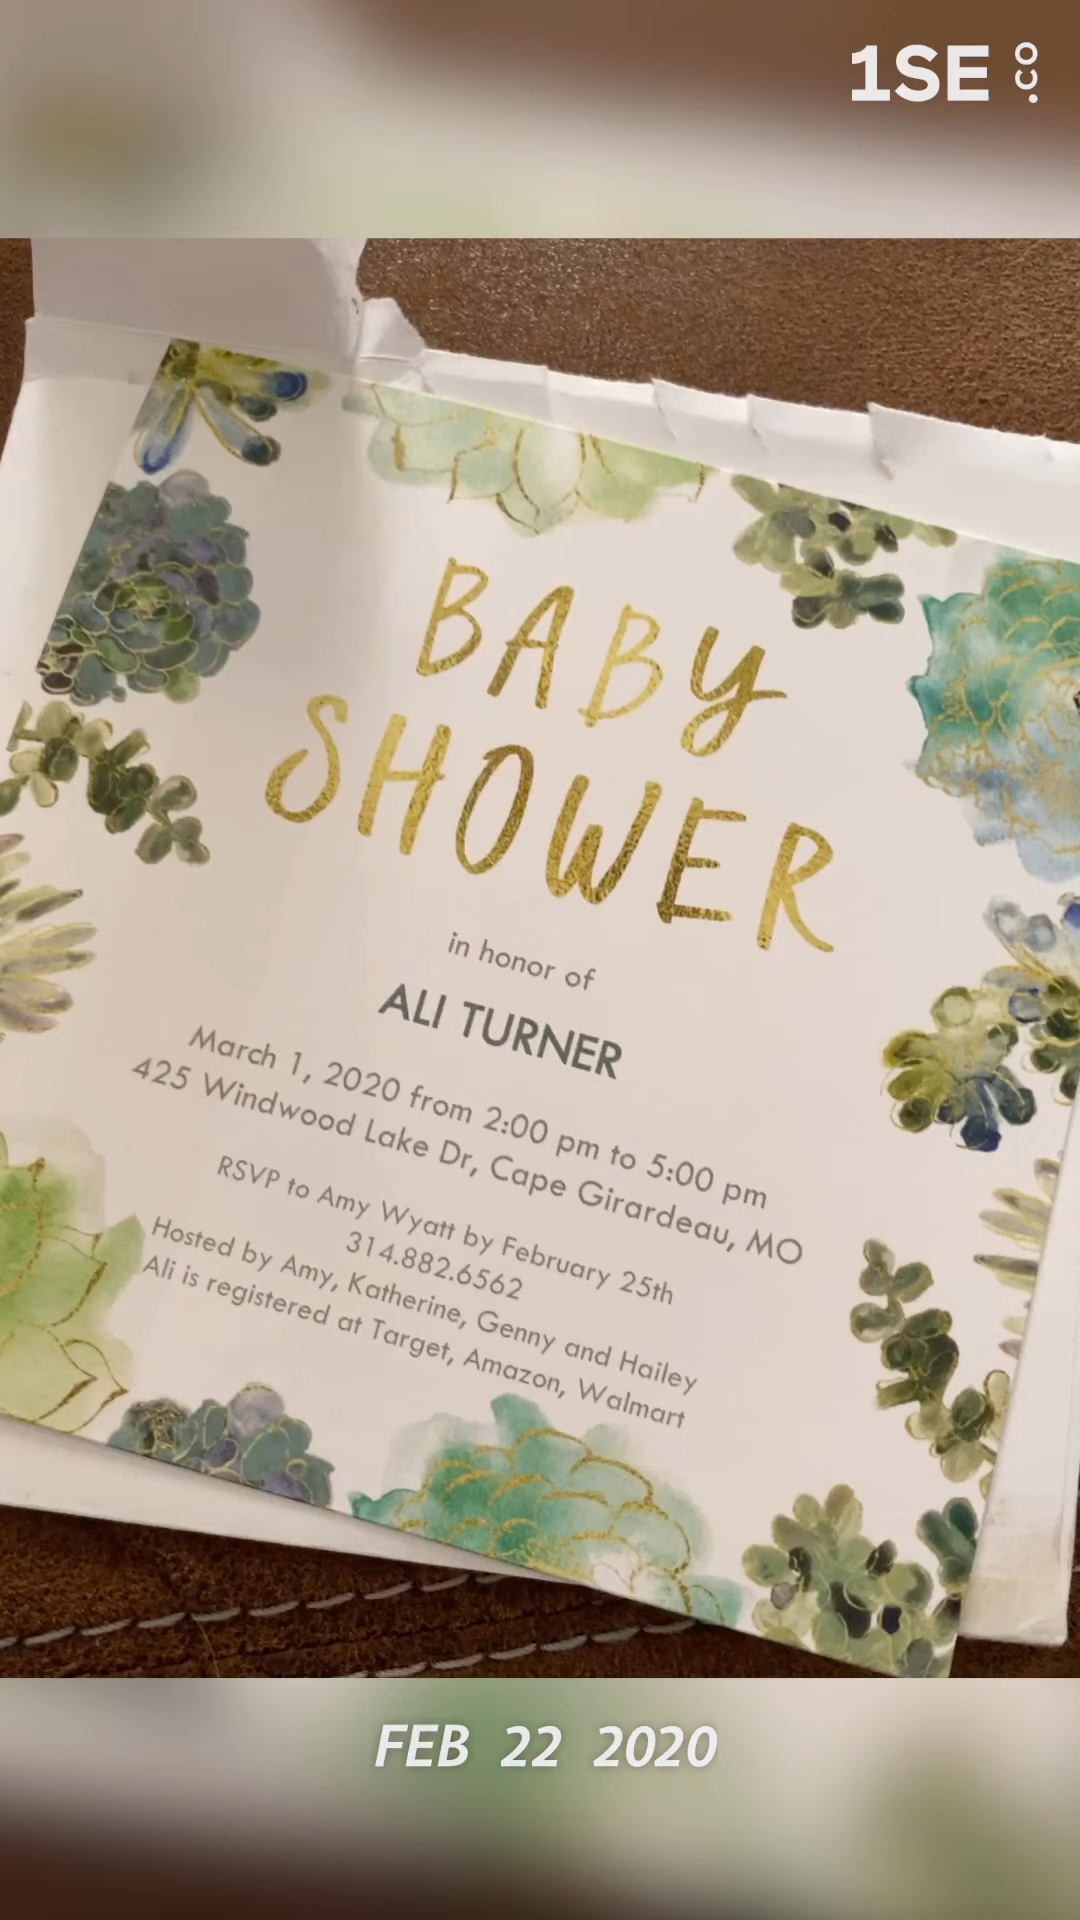 1SE .co
BABY
SHOWER
in honor of
ALI TURNER
March 1, 2020 from 2:00 pm to 5:00 pm
425 Windwood Lake Dr, Cape Girardeau, MO
RSVP to Amy Wyatt by February 25th
314.882.6562
Hosted by Amy, Katherine, Genny and Hailey
Ali is registered at Target, Amazon, Walmart
FEB 22 2020